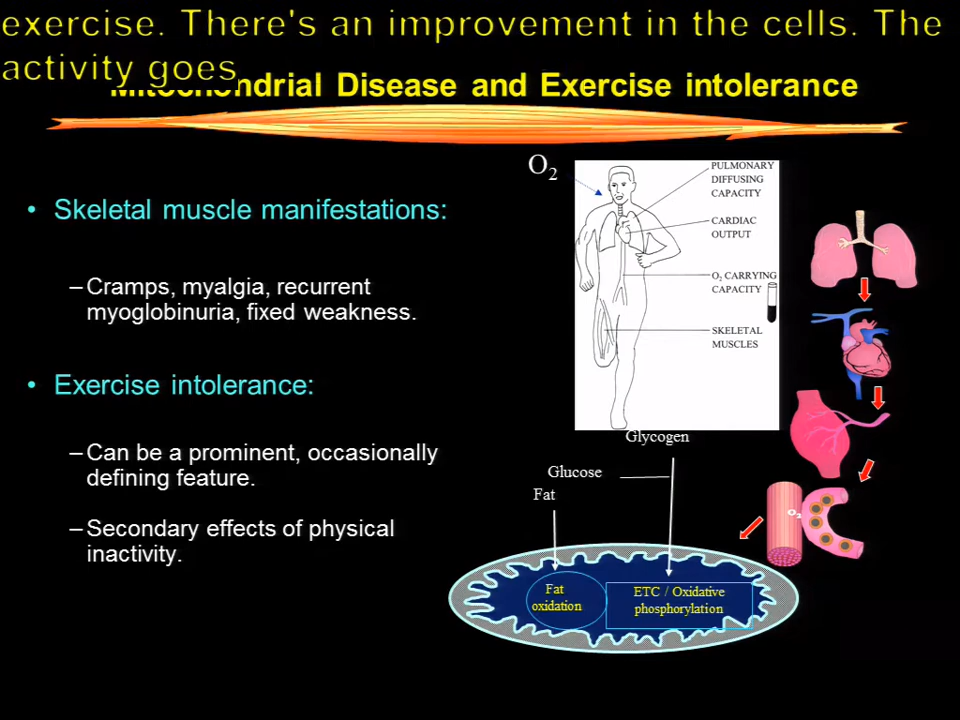 exercise. There's an improvement in the cells. The
activity goes
Mitochondrial Disease and Exercise intolerance
• Skeletal muscle manifestations:
– Cramps, myalgia, recurrent
myoglobinuria, fixed weakness.
• Exercise intolerance:
– Can be a prominent, occasionally
defining feature.
– Secondary effects of physical
inactivity.
O₂
PULMONARY
DIFFUSING
CAPACITY
CARDIAC
OUTPUT
O₂ CARRYING
CAPACITY
SKELETAL
MUSCLES
Glycogen
Glucose
Fat
O₂
Fat
oxidation
ETC / Oxidative
phosphorylation